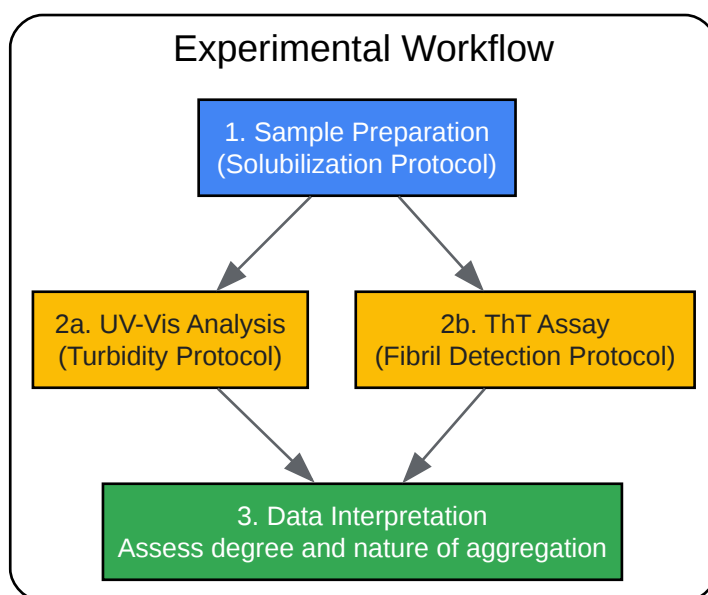 Experimental Workflow
1. Sample Preparation
(Solubilization Protocol)
2a. UV-Vis Analysis
(Turbidity Protocol)
2b. ThT Assay
(Fibril Detection Protocol)
3. Data Interpretation
Assess degree and nature of aggregation